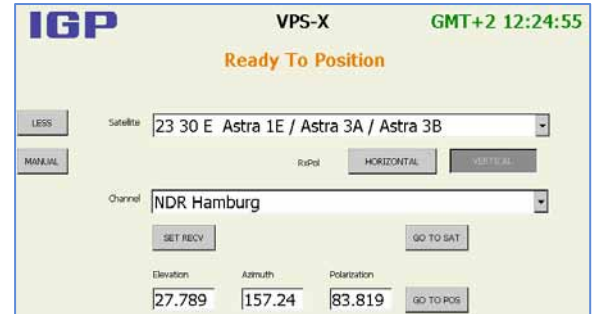 IGP VPS-X GMT+2 12:24:55
Ready To Position
LESS Satellite 23 30 E Astra 1E / Astra 3A / Astra 3B
MANUAL RxPol HORIZONTAL VERTICAL
Channel NDR Hamburg
SET RECV GO TO SAT
Elevation Azimuth Polarization
27.789 157.24 83.819 GO TO POS